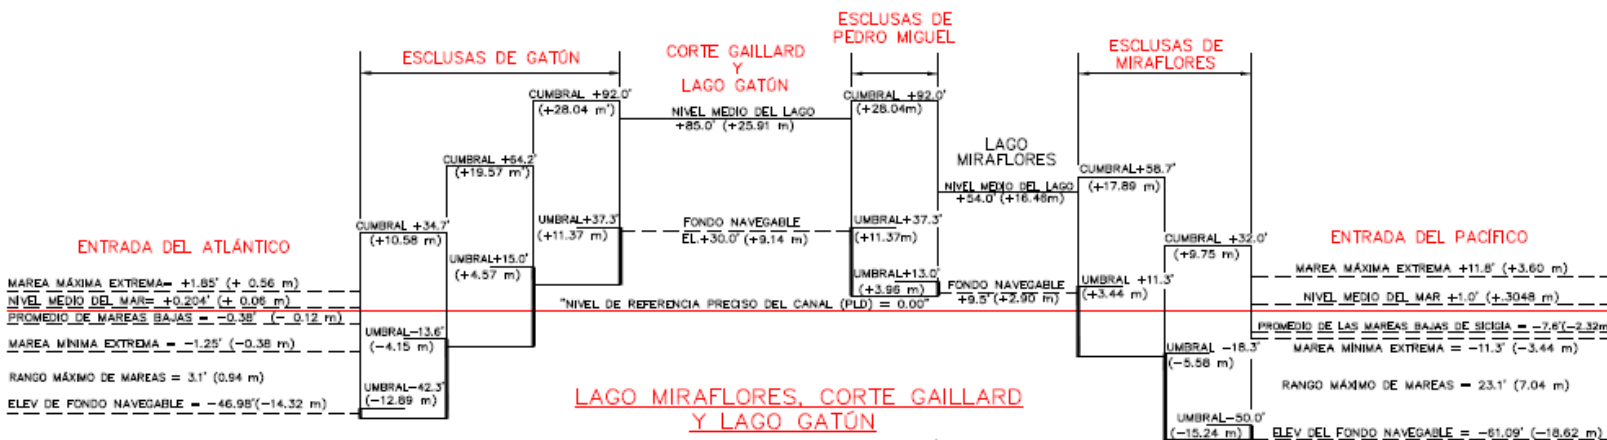 ESCLUSAS DE GATÚN
CORTE GAILLARD
Y
LAGO GATÚN
ESCLUSAS DE
PEDRO MIGUEL
ESCLUSAS DE
MIRAFLORES
CUMBRAL +92.0'
(+28.04 m')
NIVEL MEDIO DEL LAGO
+85.0' (+25.91 m)
CUMBRAL +92.0'
(+28.04m)
LAGO
MIRAFLORES
CUMBRAL +64.2'
(+19.57 m')
NIVEL MEDIO DEL LAGO
+54.0' (+16.46m)
CUMBRAL+58.7'
(+17.89 m)
CUMBRAL +34.7'
(+10.58 m)
UMBRAL+37.3'
(+11.37 m)
FONDO NAVEGABLE
EL.+30.0' (+9.14 m)
UMBRAL+37.3'
(+11.37m)
CUMBRAL +32.0'
(+9.75 m)
ENTRADA DEL ATLÁNTICO
ENTRADA DEL PACÍFICO
UMBRAL+15.0'
(+4.57 m)
UMBRAL+13.0'
(+3.96 m)
FONDO NAVEGABLE
+9.5'(+2.90 m)
UMBRAL +11.3'
(+3.44 m)
MAREA MÁXIMA EXTREMA= +1.85' (+ 0.56 m)
NIVEL MEDIO DEL MAR= +0.204' (+ 0.06 m)
PROMEDIO DE MAREAS BAJAS = -0.38' (- 0.12 m)
MAREA MÍNIMA EXTREMA = -1.25' (-0.38 m)
RANGO MÁXIMO DE MAREAS = 3.1' (0.94 m)
ELEV DE FONDO NAVEGABLE = -46.98'(-14.32 m)
"NIVEL DE REFERENCIA PRECISO DEL CANAL (PLD) = 0.00"
UMBRAL-13.6'
(-4.15 m)
UMBRAL-42.3'
(-12.89 m)
LAGO MIRAFLORES, CORTE GAILLARD
Y LAGO GATÚN
UMBRAL -18.3'
(-5.58 m)
UMBRAL-50.0'
(-15.24 m)
MAREA MÁXIMA EXTREMA +11.8' (+3.60 m)
NIVEL MEDIO DEL MAR +1.0' (+.3048 m)
PROMEDIO DE LAS MAREAS BAJAS DE SICIGIA = -7.6'(-2.32m
MAREA MÍNIMA EXTREMA = -11.3' (-3.44 m)
RANGO MÁXIMO DE MAREAS = 23.1' (7.04 m)
ELEV DEL FONDO NAVEGABLE = -61.09' (-18.62 m)